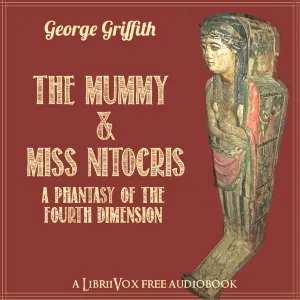 George Griffith
THE MUMMY
&
MISS NITOCRIS
A PHANTASY OF THE
FOURTH DIMENSION
A LIBRIVOX FREE AUDIOBOOK